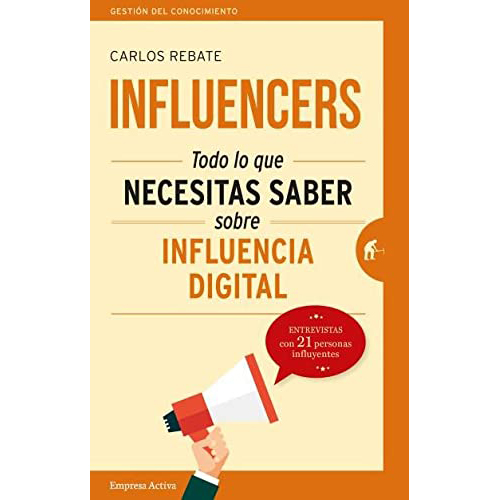 GESTIÓN DEL CONOCIMIENTO
CARLOS REBATE
INFLUENCERS
Todo lo que
NECESITAS SABER
sobre
INFLUENCIA
DIGITAL
ENTREVISTAS
con 21 personas
influyentes
Empresa Activa